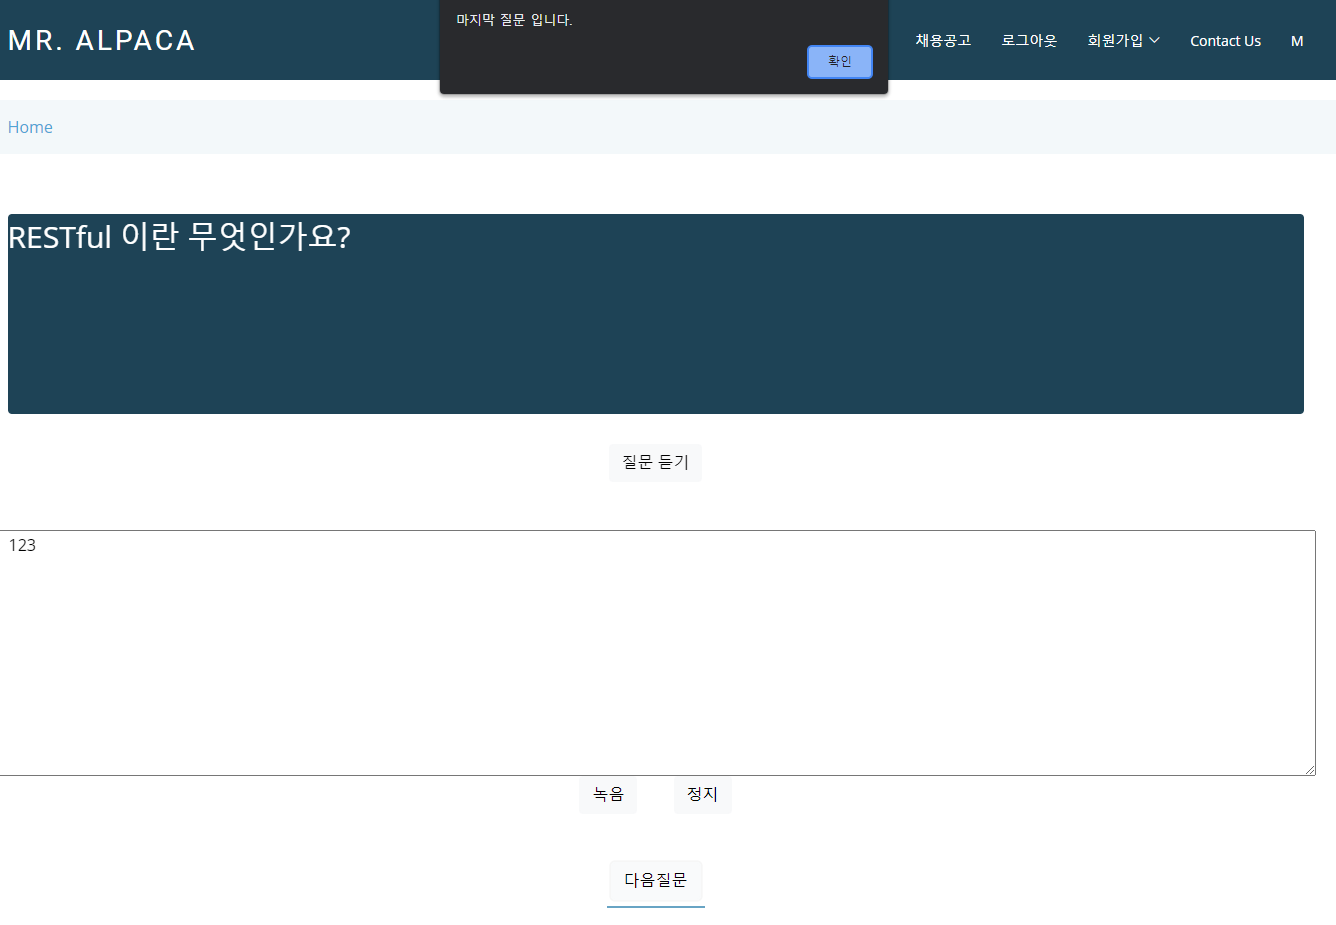 MR. ALPACA
마지막 질문 입니다.
확인
채용공고
로그아웃
회원가입
Contact Us
M
Home
RESTful 이란 무엇인가요?
질문 듣기
123
녹음
정지
다음질문